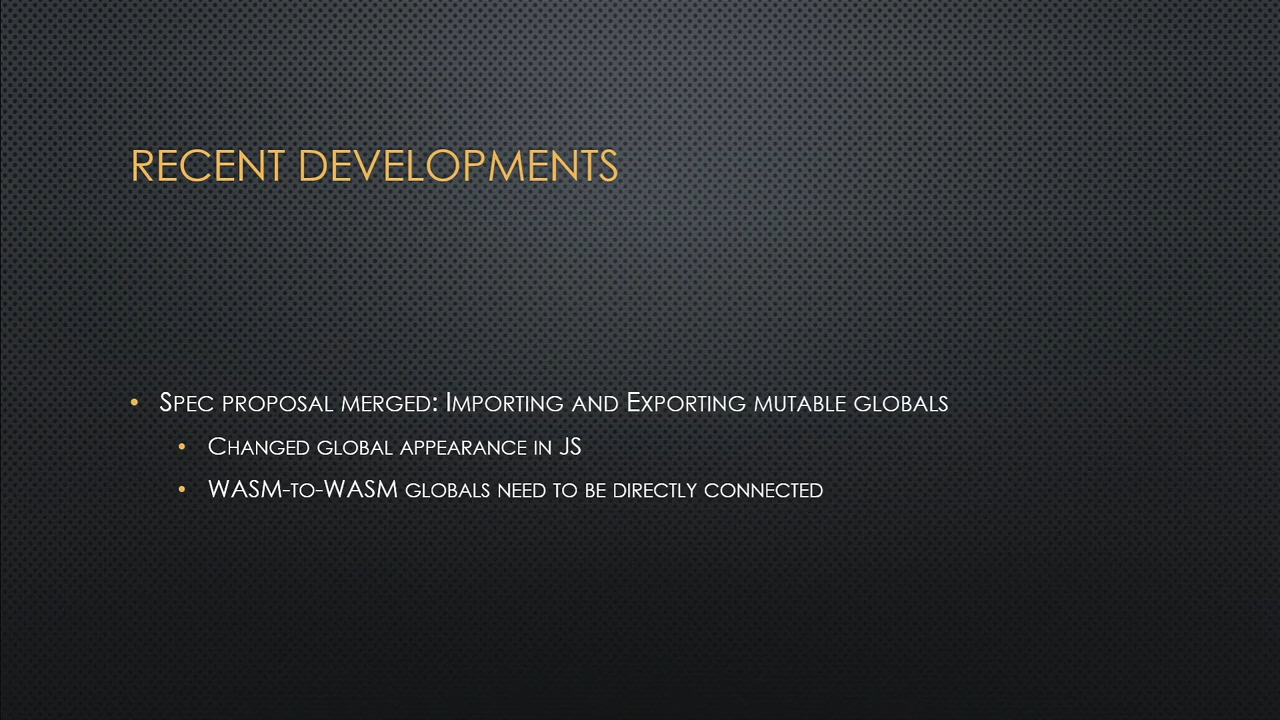 RECENT DEVELOPMENTS
• Spec proposal merged: Importing and Exporting mutable globals
• Changed global appearance in JS
• WASM-to-WASM globals need to be directly connected